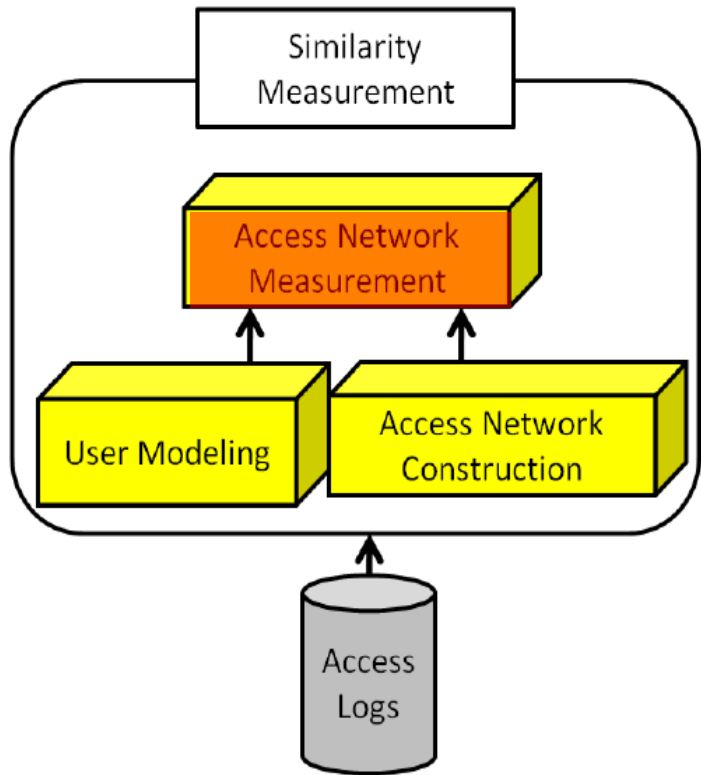 Similarity
Measurement
Access Network
Measurement
User Modeling
Access Network
Construction
Access
Logs